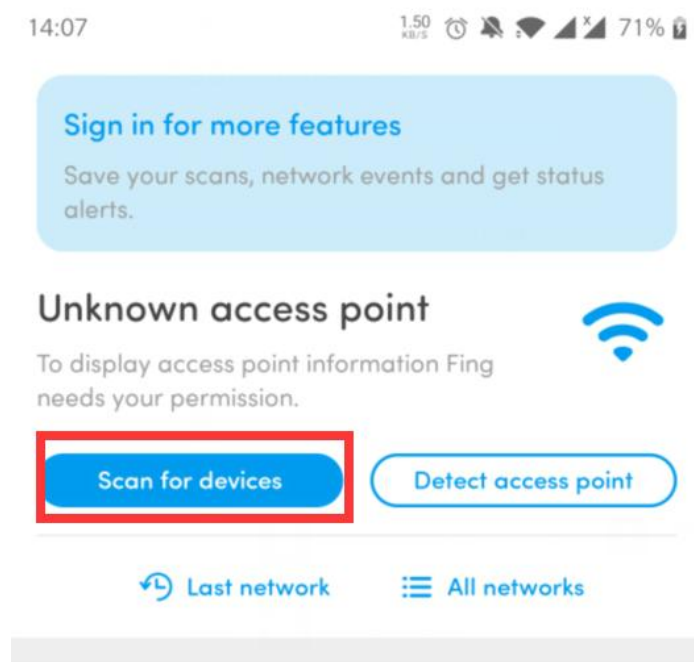 14:07 1.50 KB/S 71%
Sign in for more features
Save your scans, network events and get status
alerts.
Unknown access point
To display access point information Fing
needs your permission.
Scan for devices Detect access point
Last network All networks